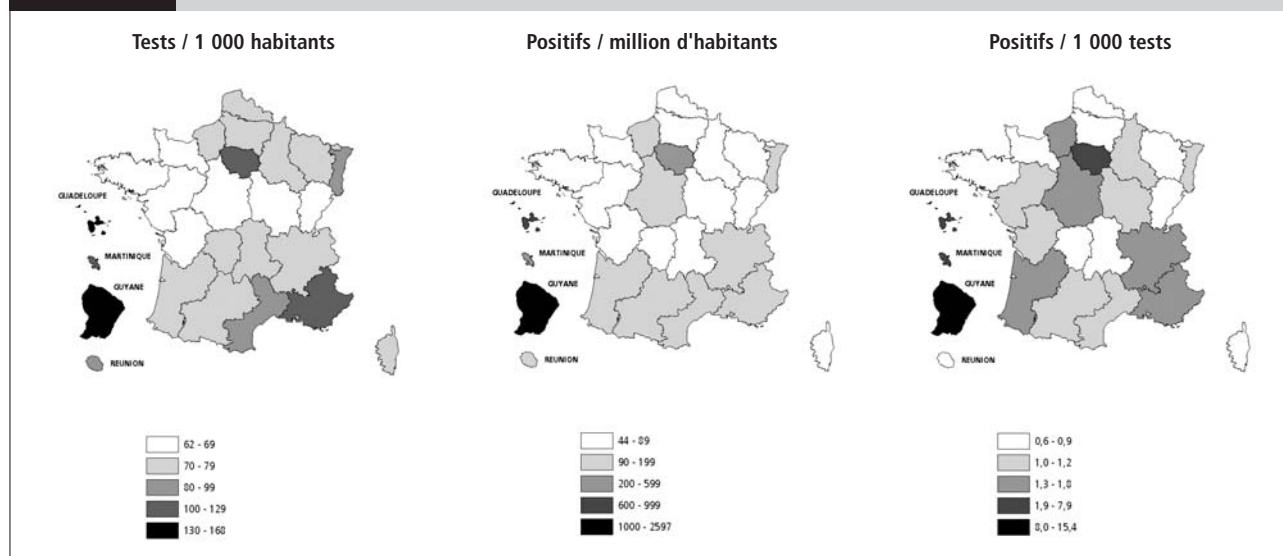 Tests / 1 000 habitants
GUADELOUPE
MARTINIQUE
GUYANE
REUNION
62 - 69
70 - 79
80 - 99
100 - 129
130 - 168
Positifs / million d'habitants
GUADELOUPE
MARTINIQUE
GUYANE
REUNION
44 - 89
90 - 199
200 - 599
600 - 999
1000 - 2597
Positifs / 1 000 tests
GUADELOUPE
MARTINIQUE
GUYANE
REUNION
0,6 - 0,9
1,0 - 1,2
1,3 - 1,8
1,9 - 7,9
8,0 - 15,4